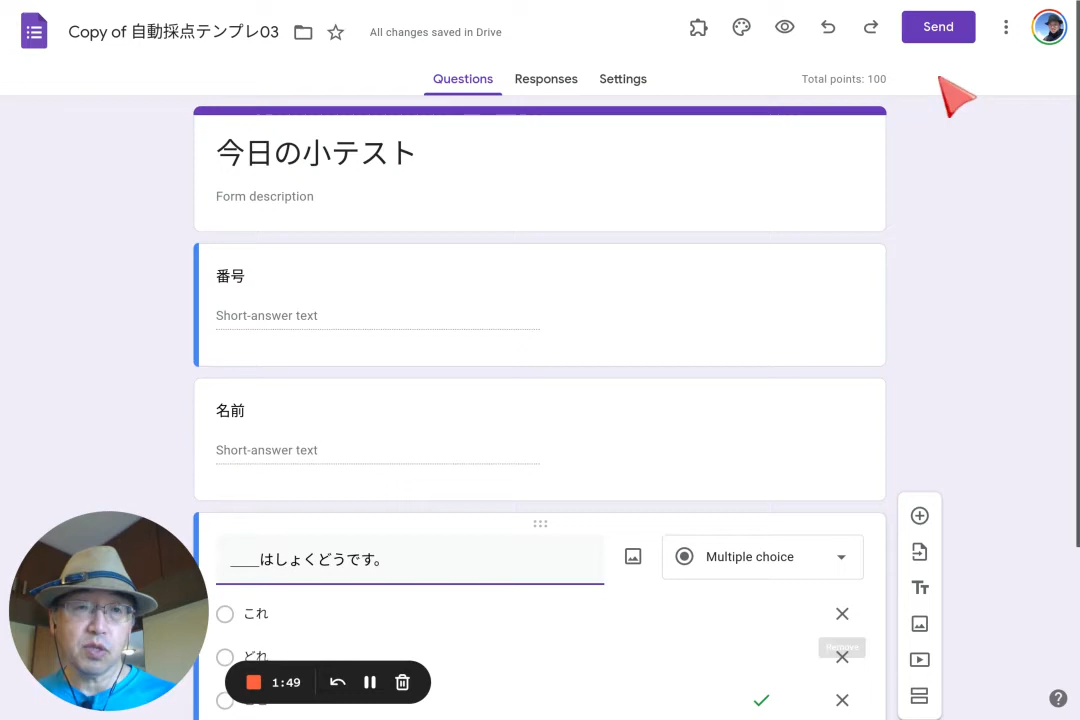 Copy of 自動採点テンプレ03
All changes saved in Drive
Send
Questions
Responses
Settings
Total points: 100
今日の小テスト
Form description
番号
Short-answer text
名前
Short-answer text
____はしょくどうです。
Multiple choice
これ
Remove
どれ
1:49